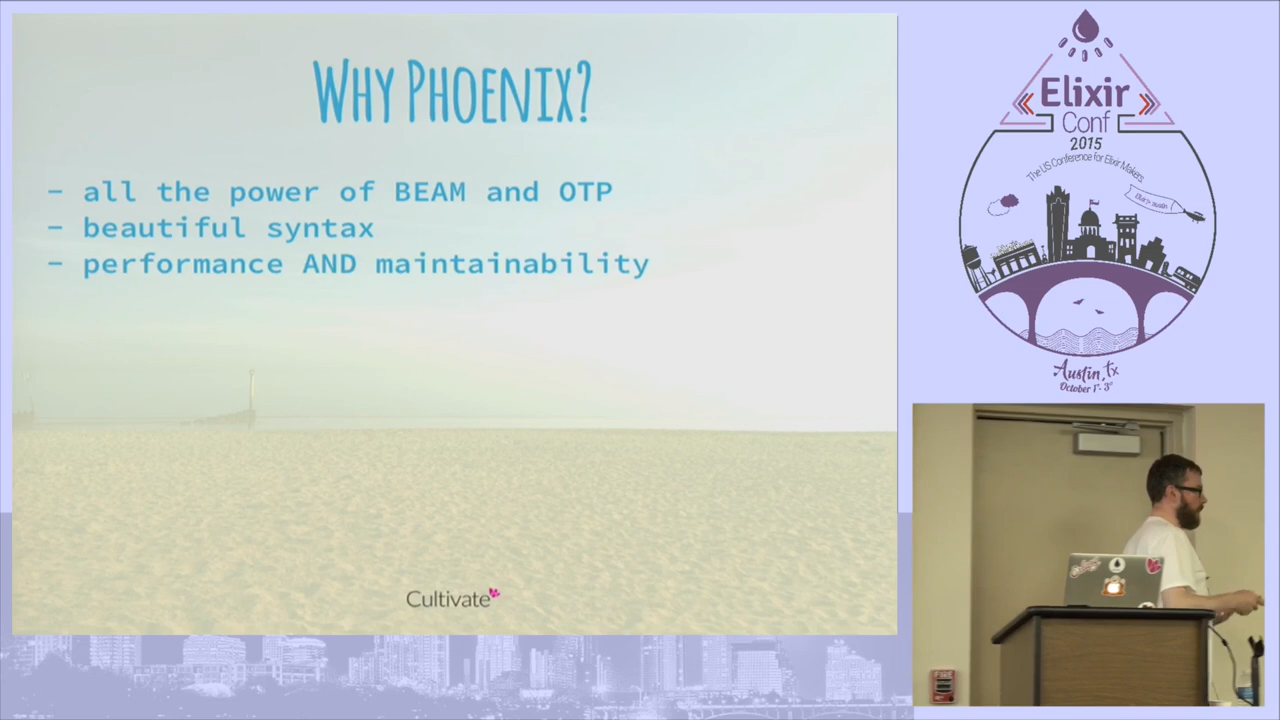 WHY PHOENIX?
- all the power of BEAM and OTP
- beautiful syntax
- performance AND maintainability
Cultivate
Elixir
Conf
2015
The US Conference for Elixir Makers
Austin, TX
October 1st - 3rd
FIRE